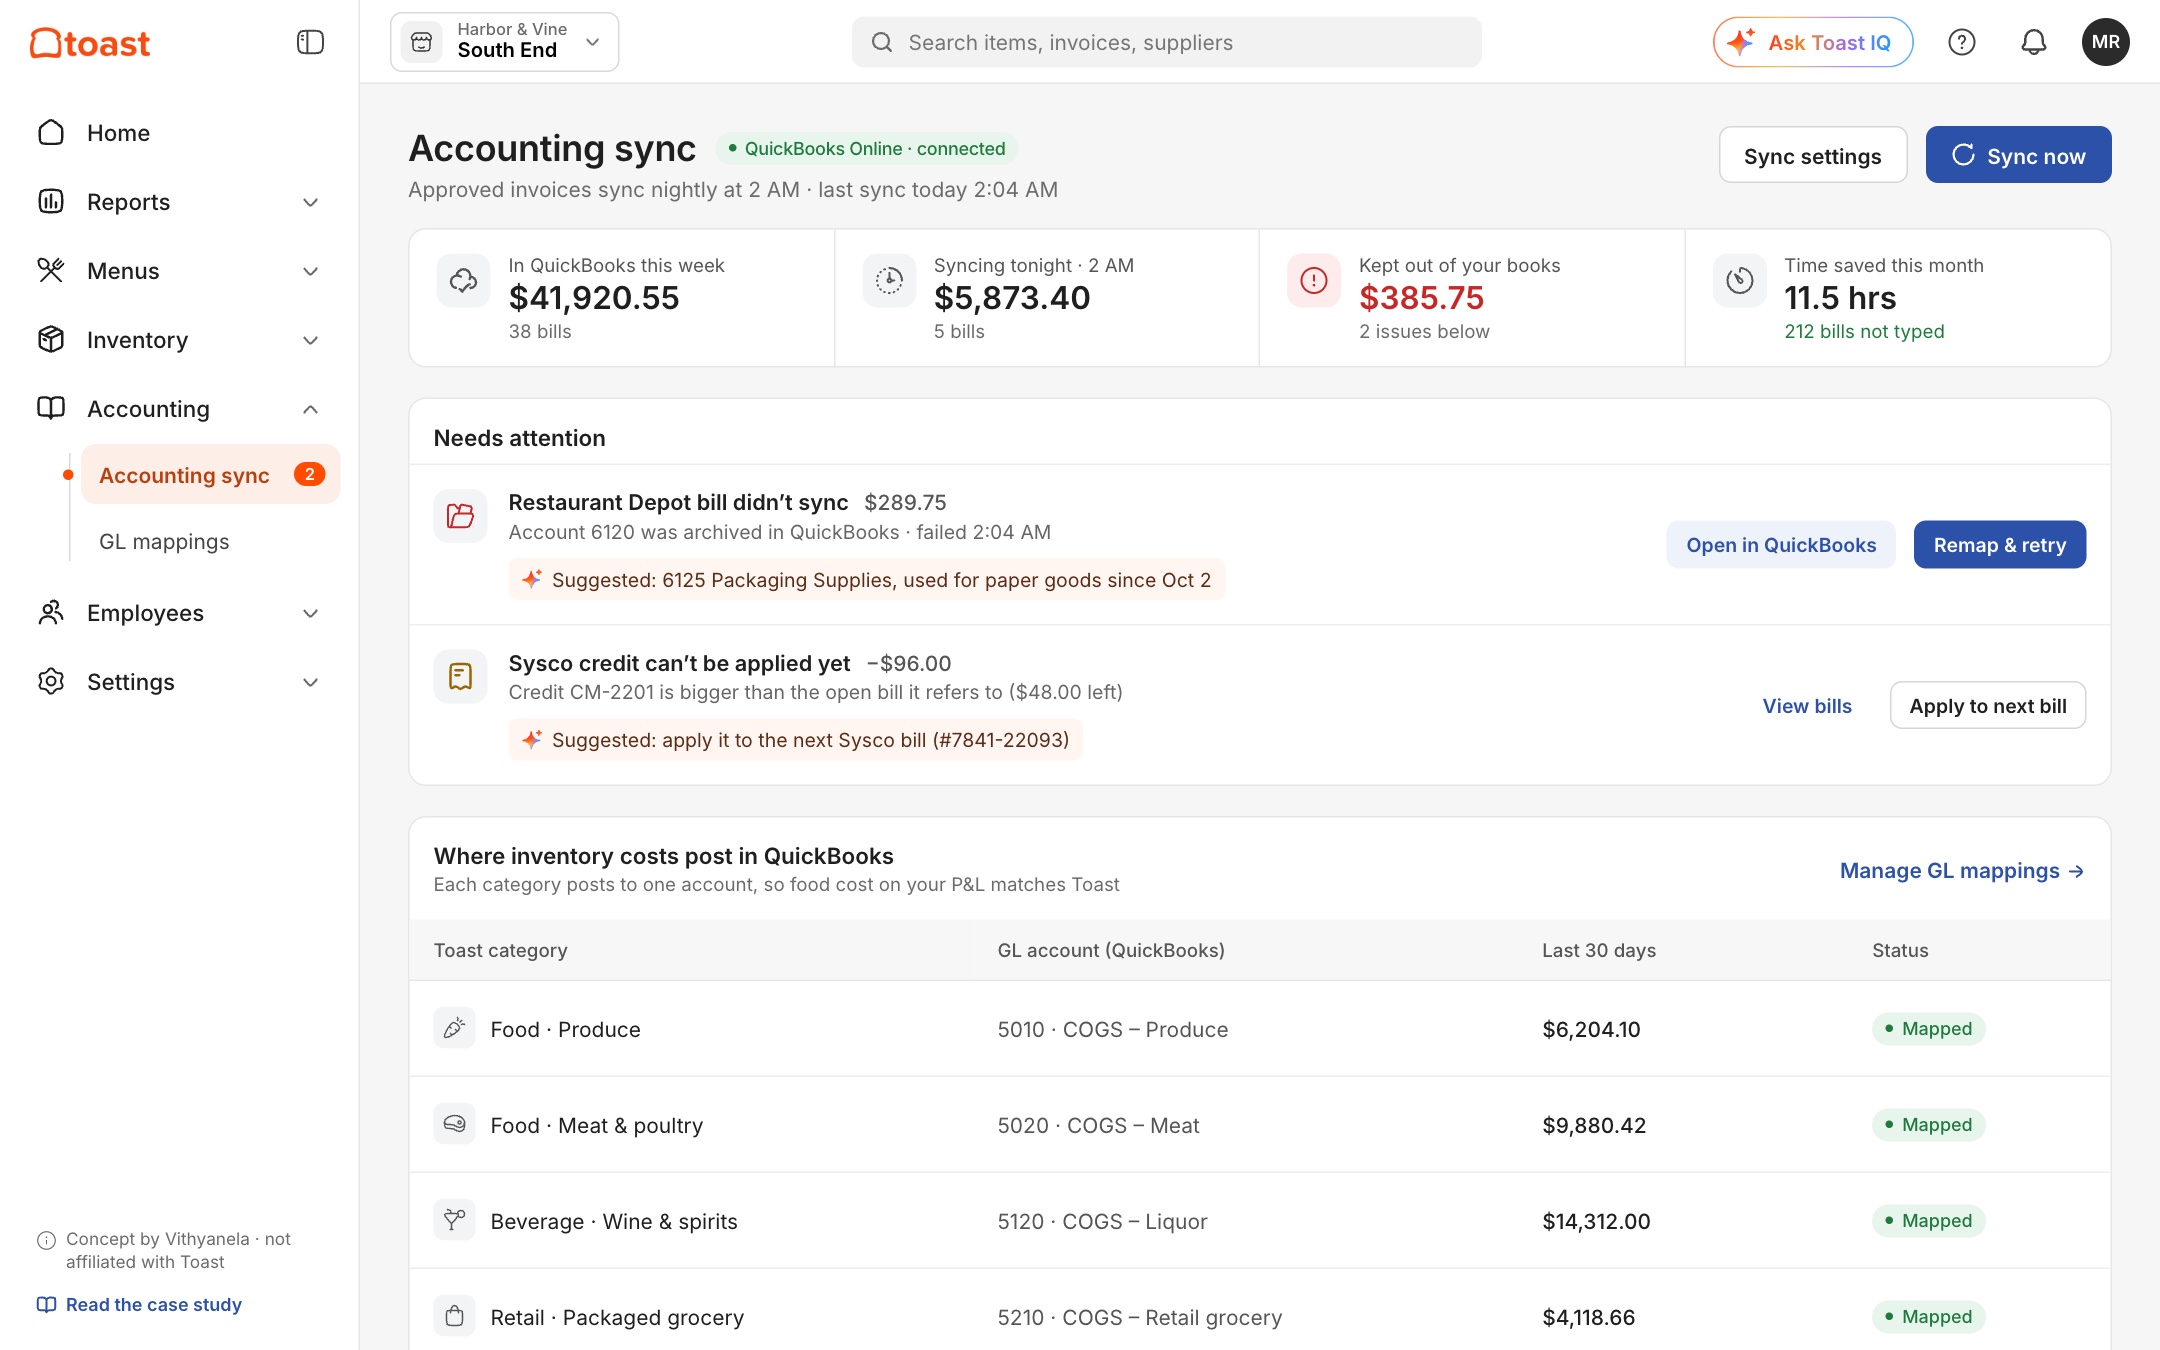 toast
Home
Reports
Menus
Inventory
Accounting
Accounting sync 2
GL mappings
Employees
Settings
Concept by Vithyanela · not
affiliated with Toast
Read the case study
Harbor & Vine
South End
Search items, invoices, suppliers
Ask Toast IQ
MR
Accounting sync
QuickBooks Online · connected
Approved invoices sync nightly at 2 AM · last sync today 2:04 AM
Sync settings
Sync now
In QuickBooks this week
$41,920.55
38 bills
Syncing tonight · 2 AM
$5,873.40
5 bills
Kept out of your books
$385.75
2 issues below
Time saved this month
11.5 hrs
212 bills not typed
Needs attention
Restaurant Depot bill didn’t sync $289.75
Account 6120 was archived in QuickBooks · failed 2:04 AM
Suggested: 6125 Packaging Supplies, used for paper goods since Oct 2
Open in QuickBooks
Remap & retry
Sysco credit can’t be applied yet −$96.00
Credit CM-2201 is bigger than the open bill it refers to ($48.00 left)
Suggested: apply it to the next Sysco bill (#7841-22093)
View bills
Apply to next bill
Where inventory costs post in QuickBooks
Each category posts to one account, so food cost on your P&L matches Toast
Manage GL mappings →
Toast category GL account (QuickBooks) Last 30 days Status
Food · Produce 5010 · COGS – Produce $6,204.10 Mapped
Food · Meat & poultry 5020 · COGS – Meat $9,880.42 Mapped
Beverage · Wine & spirits 5120 · COGS – Liquor $14,312.00 Mapped
Retail · Packaged grocery 5210 · COGS – Retail grocery $4,118.66 Mapped